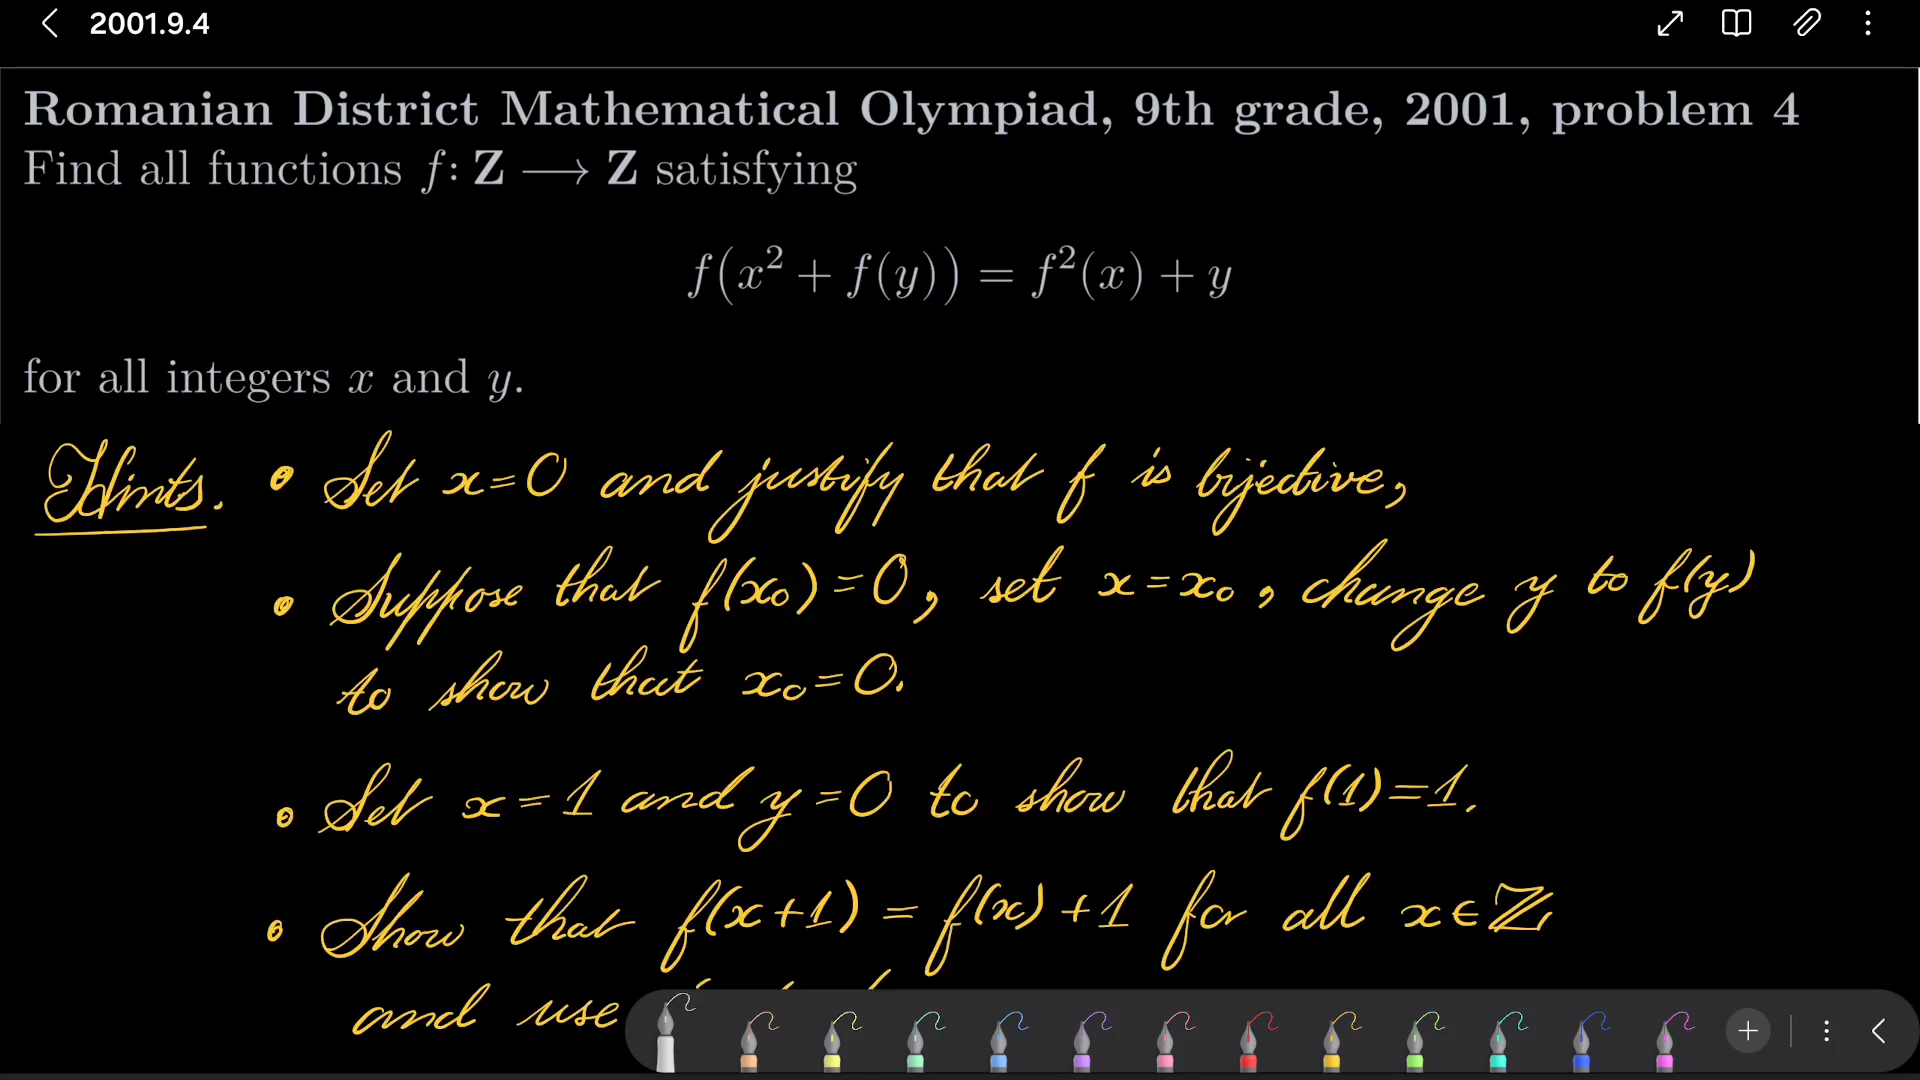 2001.9.4
Romanian District Mathematical Olympiad, 9th grade, 2001, problem 4
Find all functions f: Z ⟶ Z satisfying
f(x² + f(y)) = f²(x) + y
for all integers x and y.
Hints. • Set x=0 and justify that f is bijective,
• Suppose that f(x₀)=0, set x=x₀, change y to f(y)
to show that x₀=0.
• Set x=1 and y=0 to show that f(1)=1.
• Show that f(x+1) = f(x)+1 for all x∈ℤ
and use